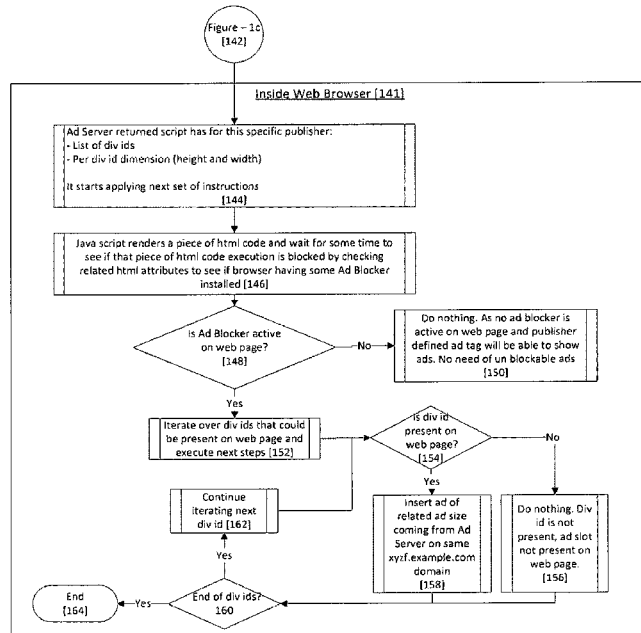 Figure – 1c
[142]
Inside Web Browser [141]
Ad Server returned script has for this specific publisher:
- List of div ids
- Per div id dimension (height and width)
It starts applying next set of instructions
[144]
Java script renders a piece of html code and wait for some time to
see if that piece of html code execution is blocked by checking
related html attributes to see if browser having some Ad Blocker
installed [146]
Is Ad Blocker active
on web page?
[148]
No
Do nothing. As no ad blocker is
active on web page and publisher
defined ad tag will be able to show
ads. No need of un blockable ads
[150]
Yes
Iterate over div ids that could
be present on web page and
execute next steps [152]
Is div id
present on
web page?
[154]
No
Yes
Continue
iterating next
div id [162]
Insert ad of
related ad size
coming from Ad
Server on same
xyzf.example.com
domain
[158]
Do nothing. Div
id is not
present, ad slot
not present on
web page.
[156]
Yes
End of div ids?
160
Yes
End
[164]